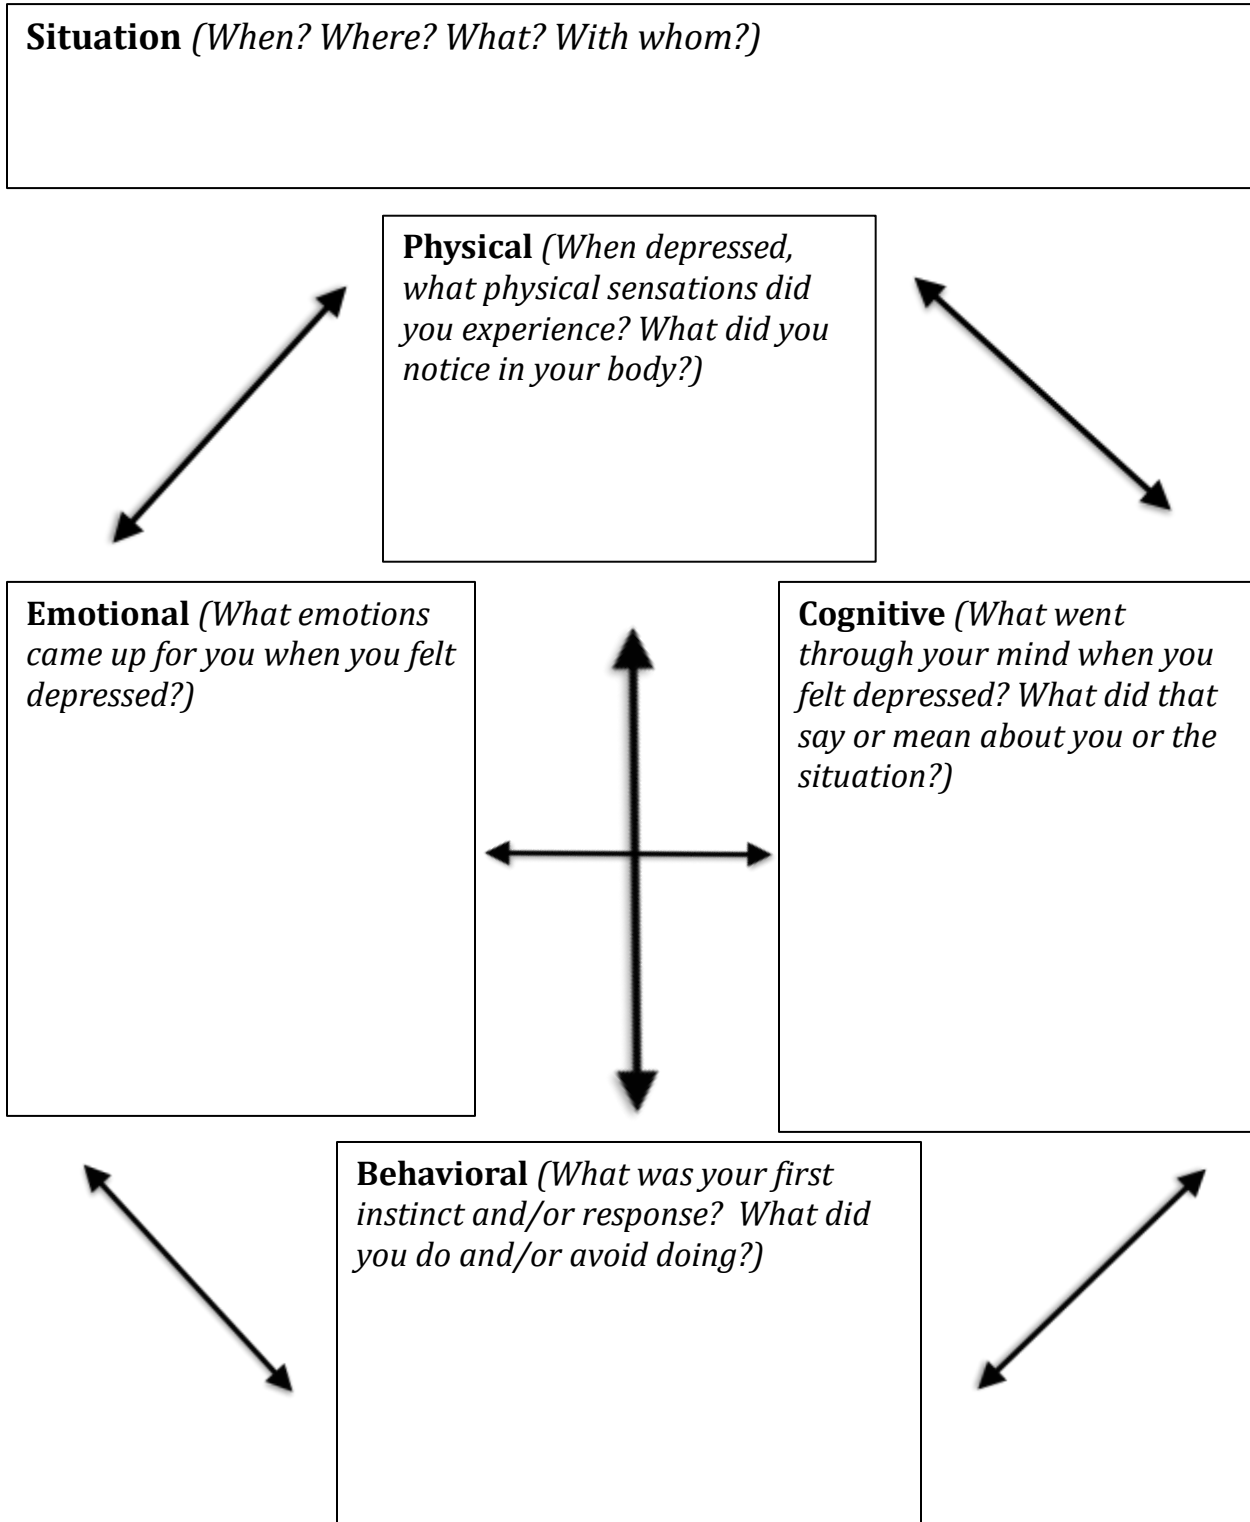 Situation (When? Where? What? With whom?)
Physical (When depressed,
what physical sensations did
you experience? What did you
notice in your body?)
Emotional (What emotions
came up for you when you felt
depressed?)
Cognitive (What went
through your mind when you
felt depressed? What did that
say or mean about you or the
situation?)
Behavioral (What was your first
instinct and/or response?  What did
you do and/or avoid doing?)